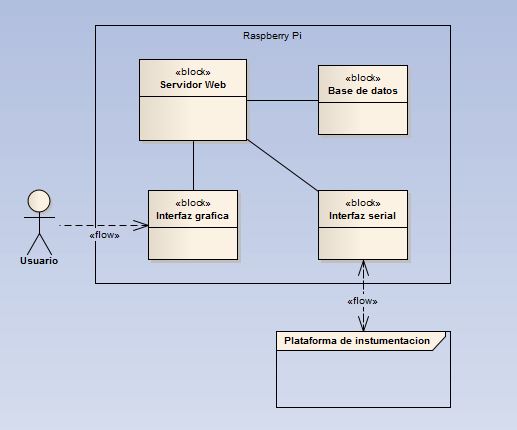 Raspberry Pi
«block»
Servidor Web
«block»
Base de datos
«block»
Interfaz grafica
«block»
Interfaz serial
«flow»
Usuario
«flow»
Plataforma de instumentacion